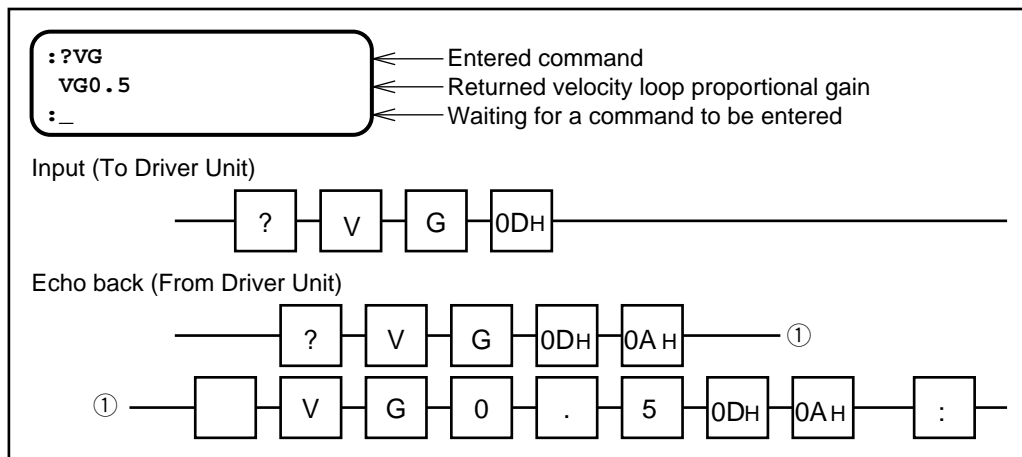 :?VG
Entered command
VG0.5
Returned velocity loop proportional gain
:_
Waiting for a command to be entered
Input (To Driver Unit)
? V G 0DH
Echo back (From Driver Unit)
? V G 0DH 0AH ①
① V G 0 . 5 0DH 0AH :